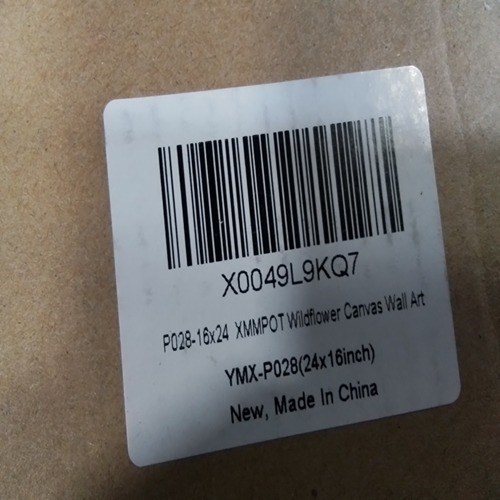 X0049L9KQ7
P028-16x24 XMMPOT Wildflower Canvas Wall Art
YMX-P028(24x16inch)
New, Made In China